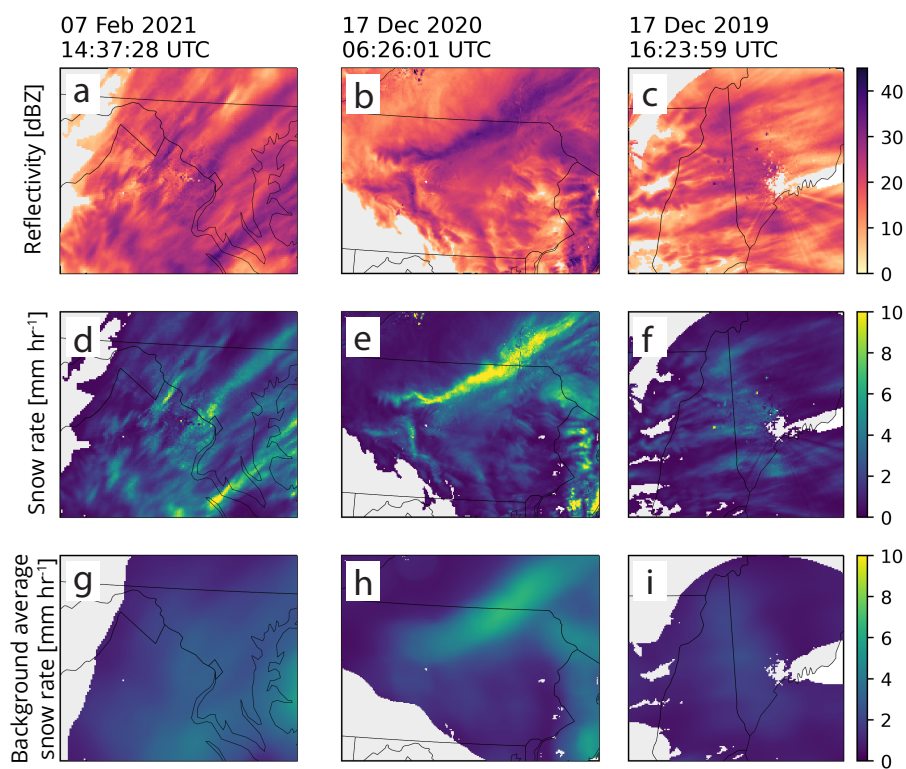 07 Feb 2021
14:37:28 UTC
17 Dec 2020
06:26:01 UTC
17 Dec 2019
16:23:59 UTC
Reflectivity [dBZ]
a
b
c
40
30
20
10
0
Snow rate [mm hr⁻¹]
d
e
f
10
8
6
4
2
0
Background average
snow rate [mm hr⁻¹]
g
h
i
10
8
6
4
2
0